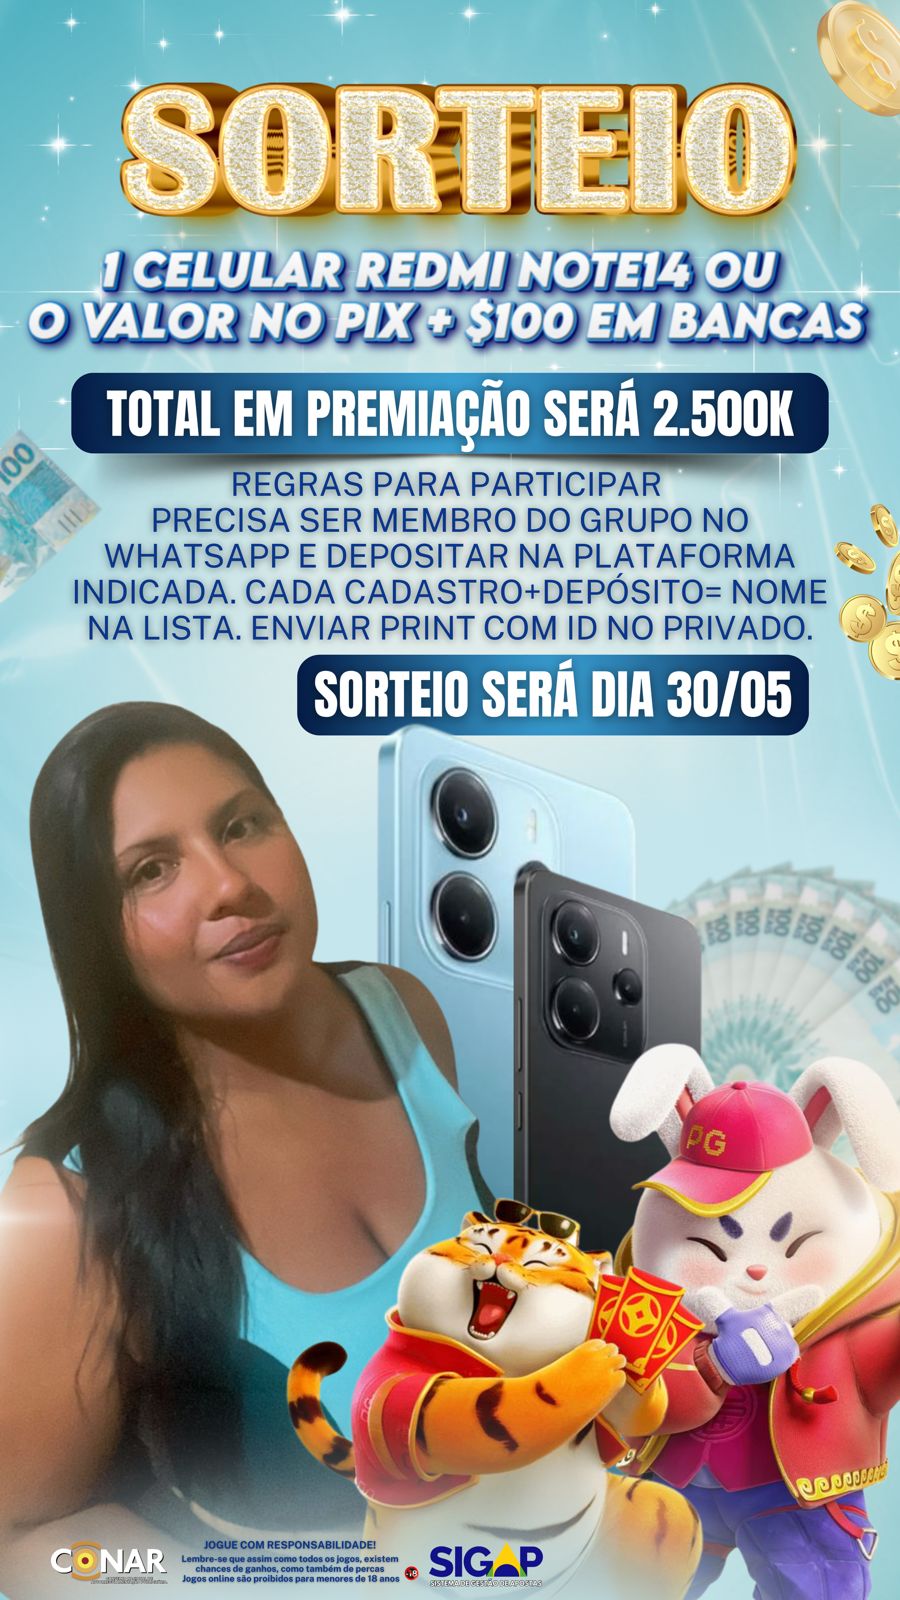 SORTEIO
1 CELULAR REDMI NOTE14 OU
O VALOR NO PIX + $100 EM BANCAS
TOTAL EM PREMIAÇÃO SERÁ 2.500K
REGRAS PARA PARTICIPAR
PRECISA SER MEMBRO DO GRUPO NO
WHATSAPP E DEPOSITAR NA PLATAFORMA
INDICADA. CADA CADASTRO+DEPÓSITO= NOME
NA LISTA. ENVIAR PRINT COM ID NO PRIVADO.
SORTEIO SERÁ DIA 30/05
100
PG
PG
CONAR
JOGUE COM RESPONSABILIDADE!
Lembre-se que assim como todos os jogos, existem
chances de ganhos, como também de percas
Jogos online são proibidos para menores de 18 anos
-18
SIGAP
SISTEMA DE GESTÃO DE APOSTAS